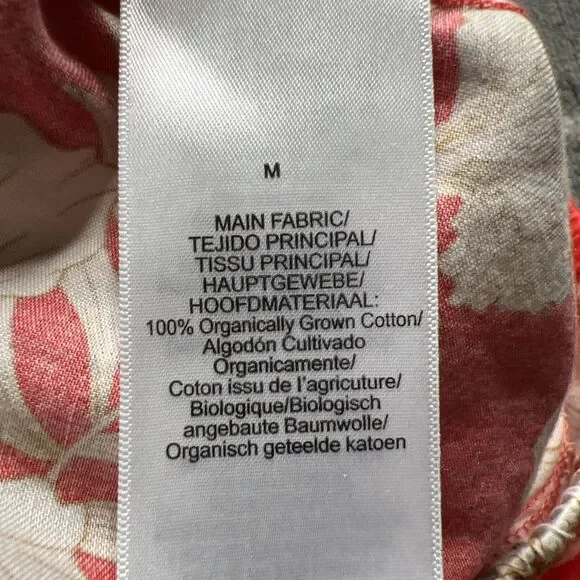 M
MAIN FABRIC/
TEJIDO PRINCIPAL/
TISSU PRINCIPAL/
HAUPTGEWEBE/
HOOFDMATERIAAL:
100% Organically Grown Cotton/
Algodón Cultivado
Organicamente/
Coton issu de l'agricuture/
Biologique/Biologisch
angebaute Baumwolle/
Organisch geteelde katoen